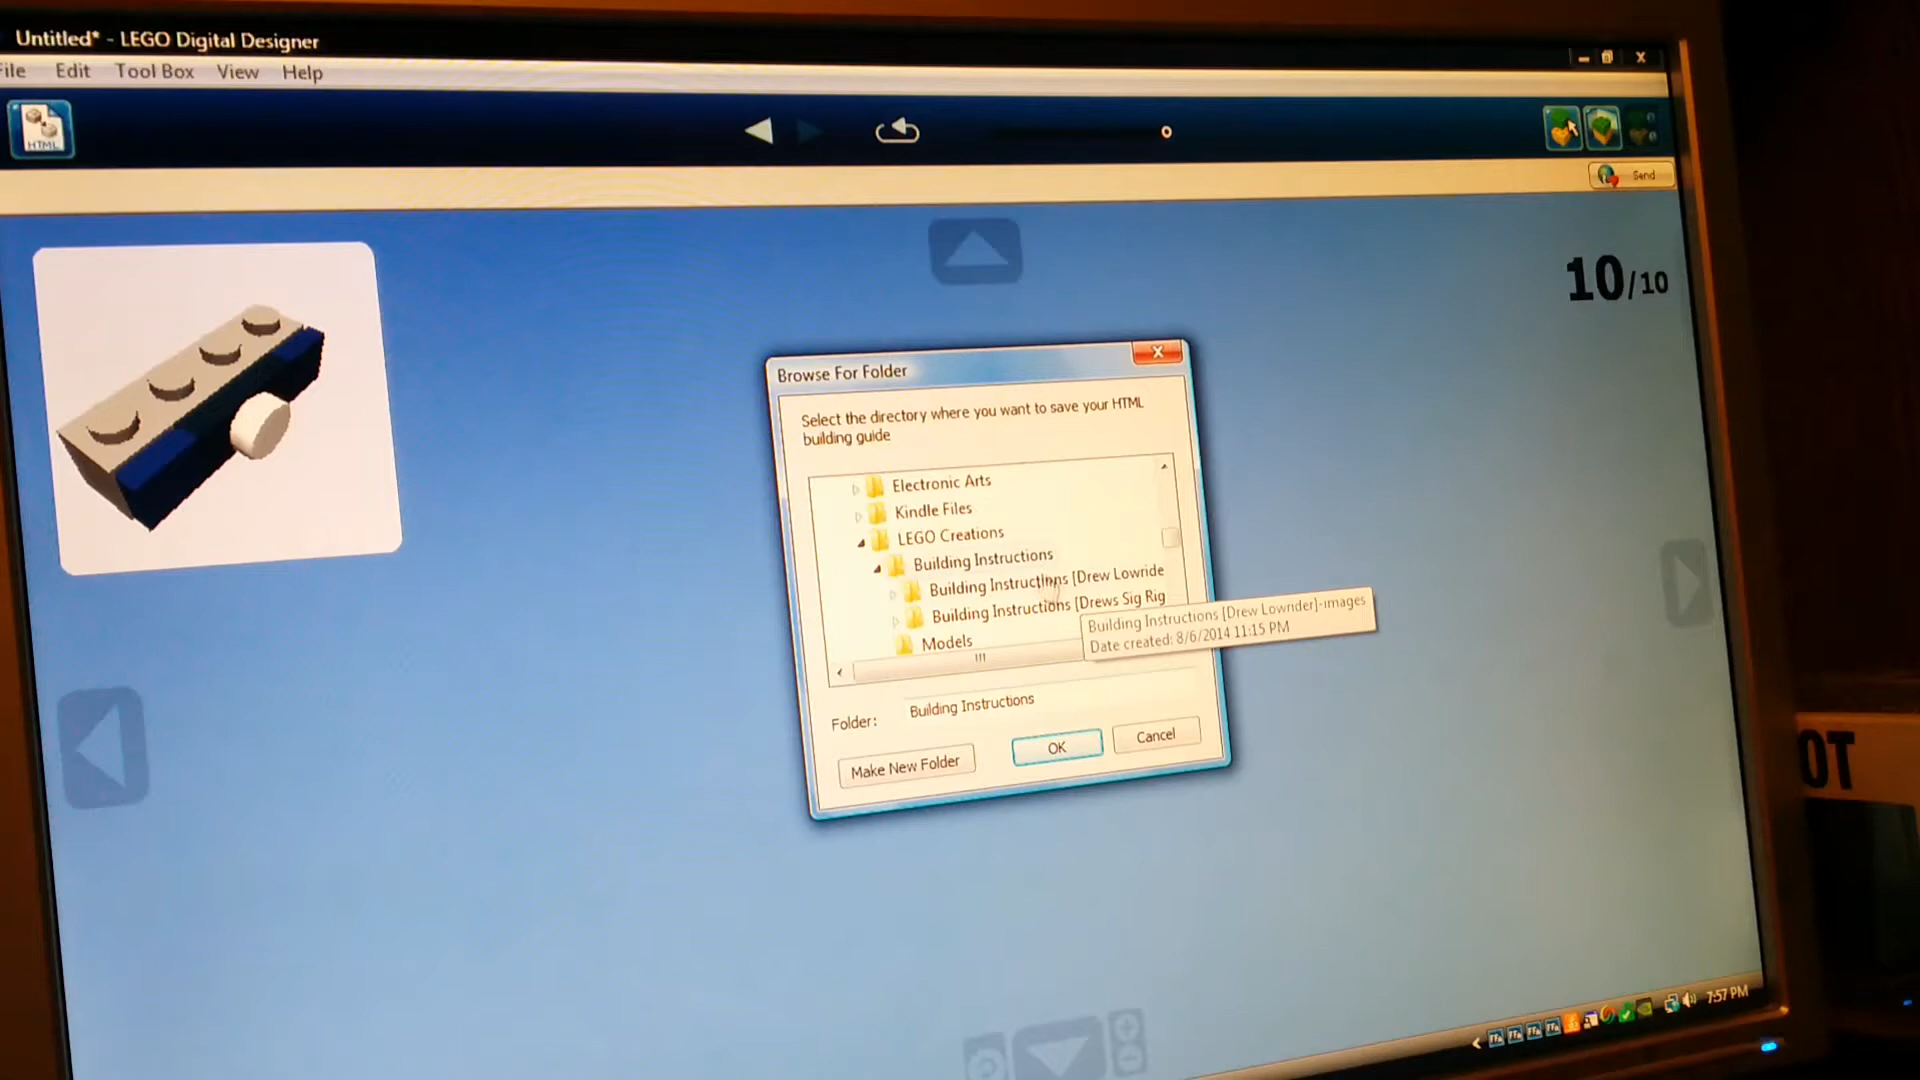 Untitled* - LEGO Digital Designer
File Edit Tool Box View Help
HTML
Send
10/10
Browse For Folder
Select the directory where you want to save your HTML
building guide
Electronic Arts
Kindle Files
LEGO Creations
Building Instructions
Building Instructions [Drew Lowride
Building Instructions [Drews Sig Rig
Models
Building Instructions [Drew Lowrider]-images
Date created: 8/6/2014 11:15 PM
Folder: Building Instructions
Make New Folder OK Cancel
OT
7:57 PM